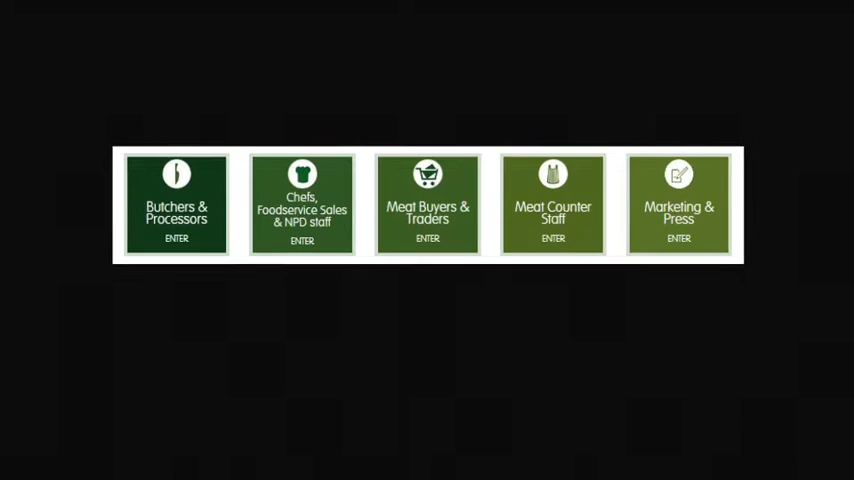 Butchers &
Processors
ENTER
Chefs,
Foodservice Sales
& NPD staff
ENTER
Meat Buyers &
Traders
ENTER
Meat Counter
Staff
ENTER
Marketing &
Press
ENTER